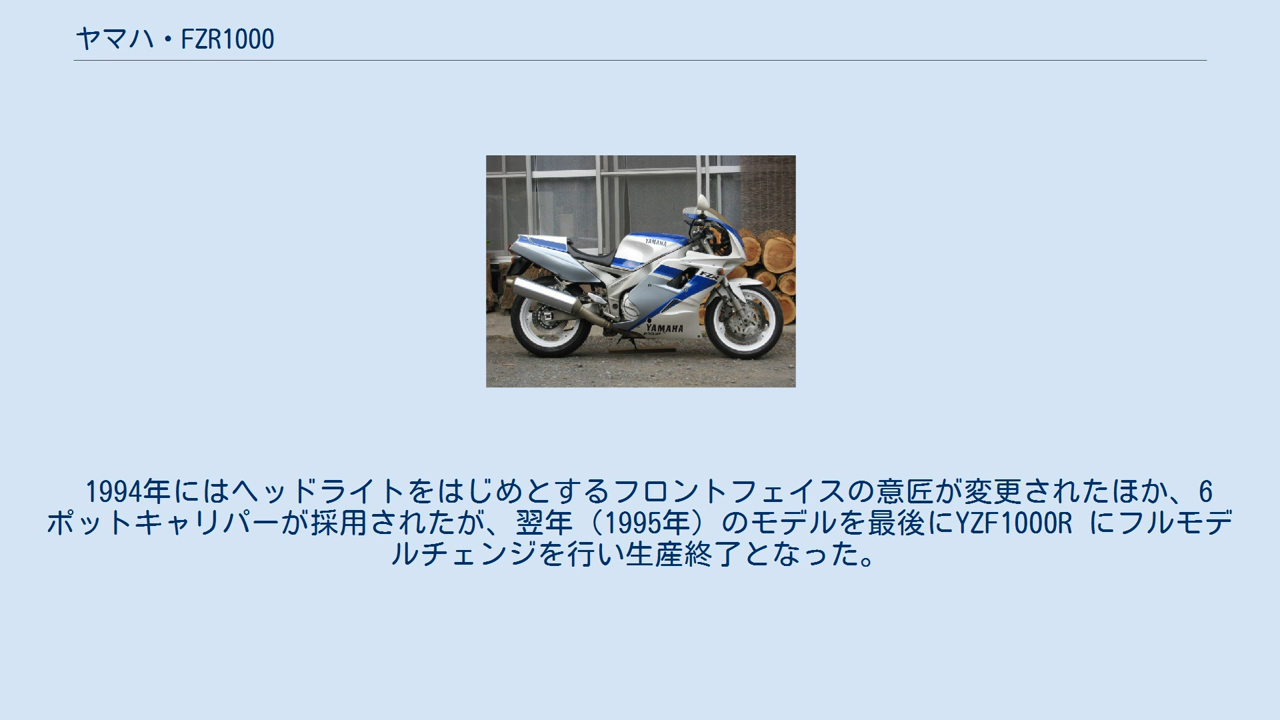 ヤマハ・FZR1000
YAMAHA
YAMAHA
1994年にはヘッドライトをはじめとするフロントフェイスの意匠が変更されたほか、6
ポットキャリパーが採用されたが、翌年（1995年）のモデルを最後にYZF1000R にフルモデ
ルチェンジを行い生産終了となった。